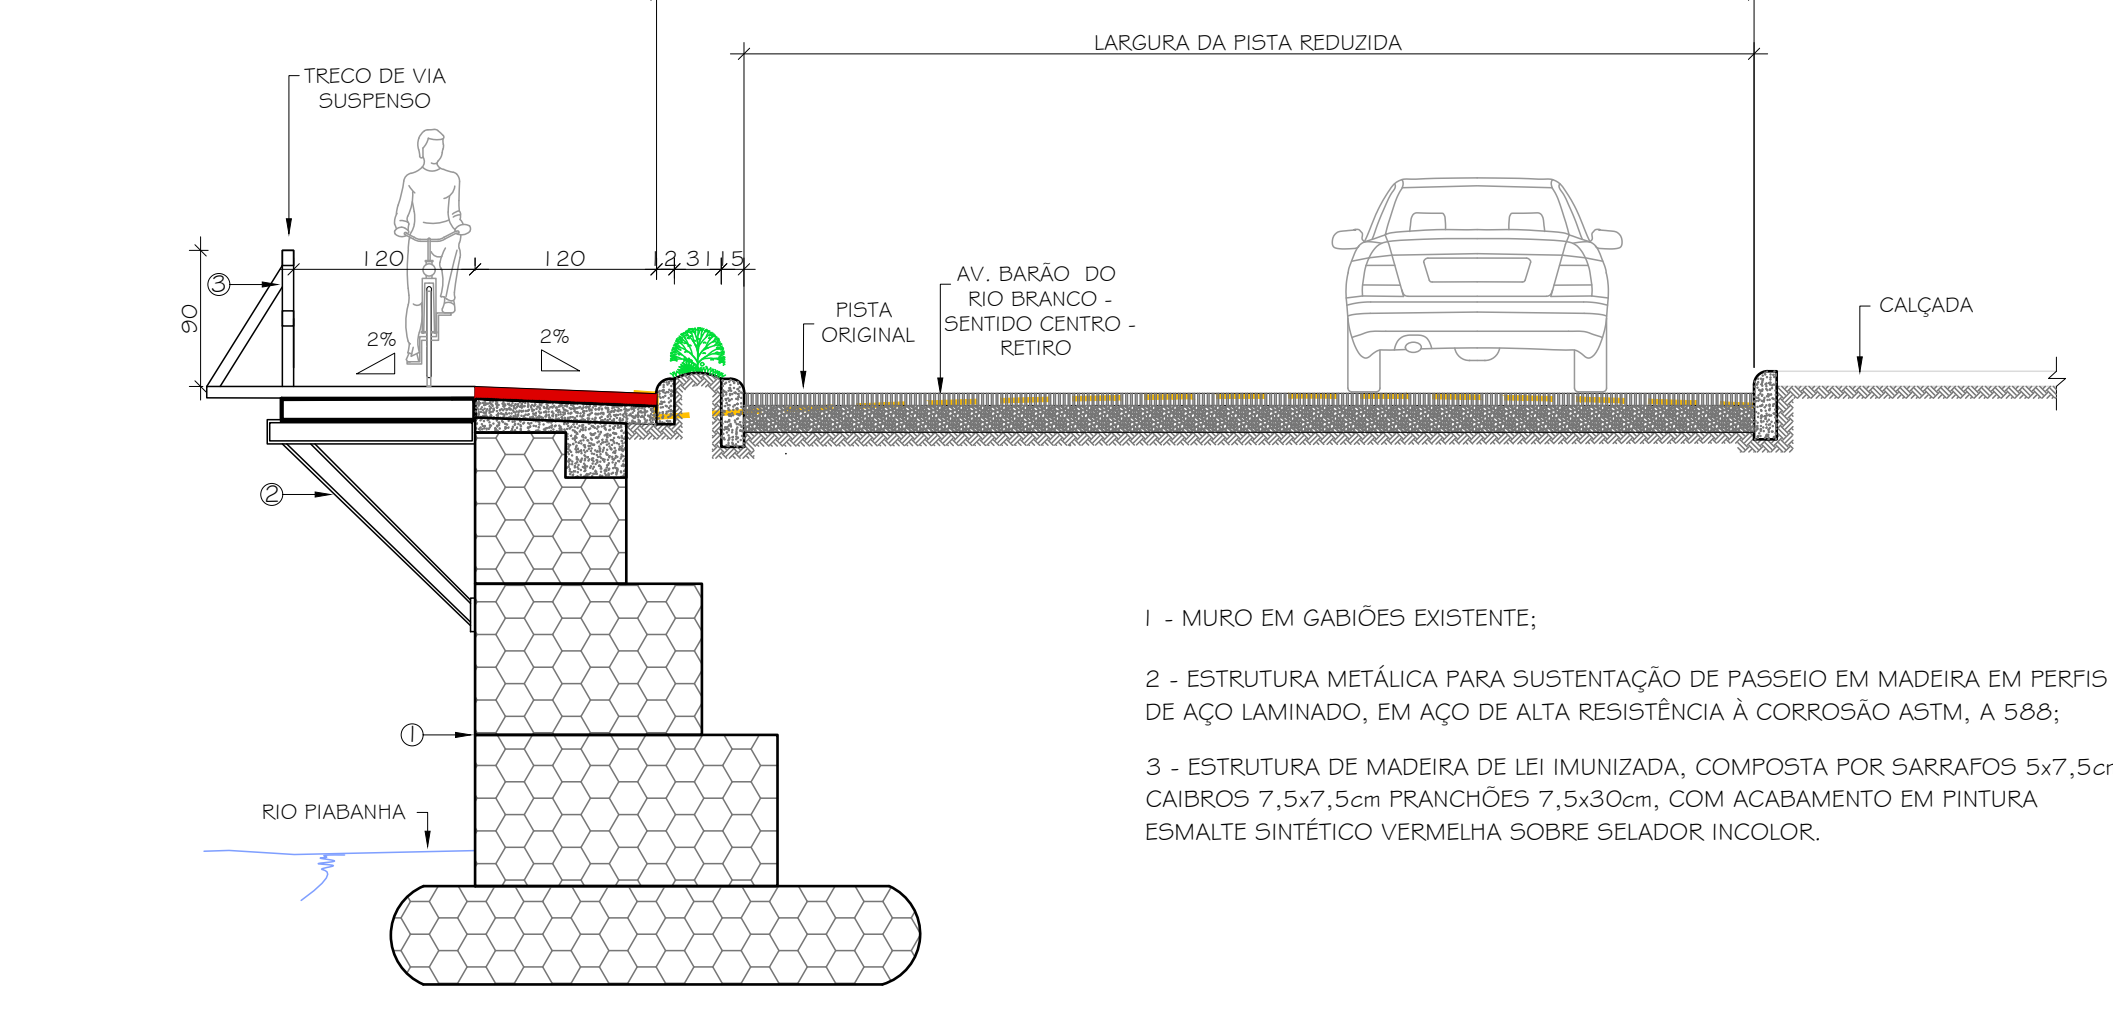 LARGURA DA PISTA REDUZIDA
TRECO DE VIA
SUSPENSO
120
120
12
31
15
3
90
2%
2%
AV. BARÃO DO
RIO BRANCO -
SENTIDO CENTRO -
RETIRO
PISTA
ORIGINAL
CALÇADA
2
1
RIO PIABANHA
1 - MURO EM GABIÕES EXISTENTE;
2 - ESTRUTURA METÁLICA PARA SUSTENTAÇÃO DE PASSEIO EM MADEIRA EM PERFIS
DE AÇO LAMINADO, EM AÇO DE ALTA RESISTÊNCIA À CORROSÃO ASTM, A 588;
3 - ESTRUTURA DE MADEIRA DE LEI IMUNIZADA, COMPOSTA POR SARRAFOS 5x7,5cm
CAIBROS 7,5x7,5cm PRANCHÕES 7,5x30cm, COM ACABAMENTO EM PINTURA
ESMALTE SINTÉTICO VERMELHA SOBRE SELADOR INCOLOR.